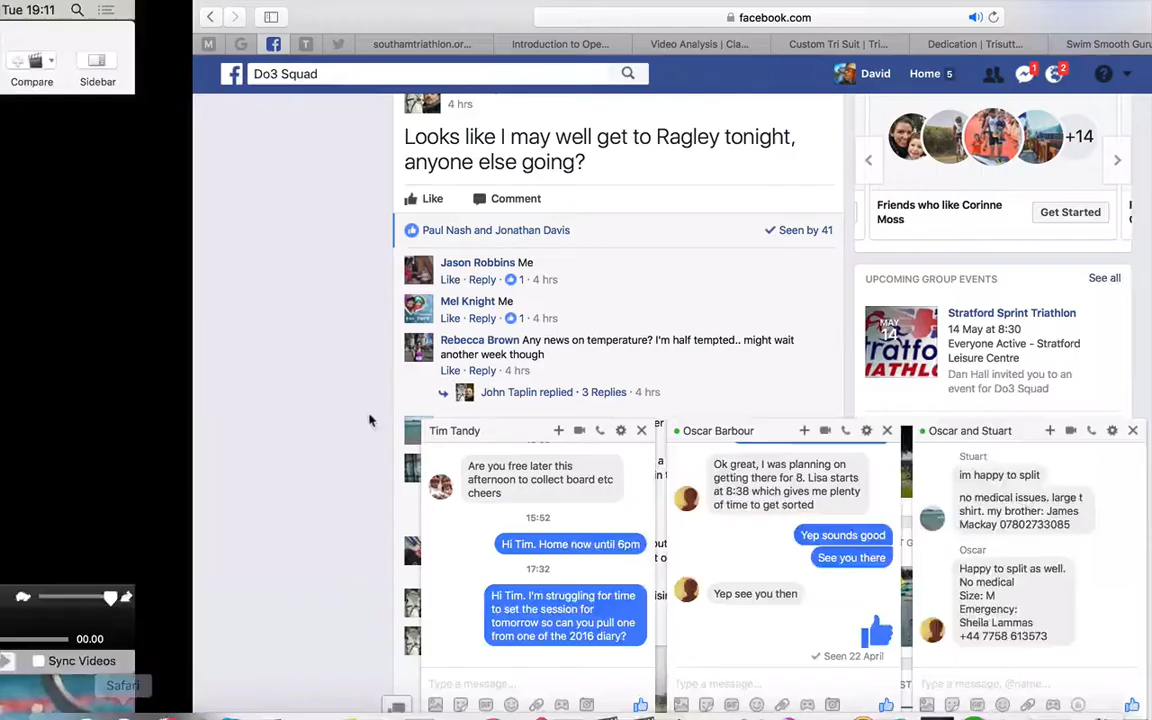 Tue 19:11
Compare
Sidebar
facebook.com
M
G
T
southamtriathlon.or...
Introduction to Ope...
Video Analysis | Cla...
Custom Tri Suit | Tri...
Dedication | Trisutt...
Swim Smooth Guru
Do3 Squad
David
Home 5
1
2
4 hrs
Looks like I may well get to Ragley tonight,
anyone else going?
Like
Comment
Paul Nash and Jonathan Davis
Seen by 41
Jason Robbins Me
Like · Reply · 1 · 4 hrs
Mel Knight Me
Like · Reply · 1 · 4 hrs
Rebecca Brown Any news on temperature? I'm half tempted.. might wait
another week though
Like · Reply · 4 hrs
John Taplin replied · 3 Replies · 4 hrs
+14
Friends who like Corinne
Moss
Get Started
UPCOMING GROUP EVENTS
See all
MAY
14
Stratford Sprint Triathlon
14 May at 8:30
Everyone Active - Stratford
Leisure Centre
Dan Hall invited you to an
event for Do3 Squad
Tim Tandy
Are you free later this
afternoon to collect board etc
cheers
15:52
Hi Tim. Home now until 6pm
17:32
Hi Tim. I'm struggling for time
to set the session for
tomorrow so can you pull one
from one of the 2016 diary?
Type a message...
Oscar Barbour
Ok great, I was planning on
getting there for 8. Lisa starts
at 8:38 which gives me plenty
of time to get sorted
Yep sounds good
See you there
Yep see you then
Seen 22 April
Type a message...
Oscar and Stuart
Stuart
im happy to split
no medical issues. large t
shirt. my brother: James
Mackay 07802733085
Oscar
Happy to split as well.
No medical
Size: M
Emergency:
Sheila Lammas
+44 7758 613573
Type a message, @name...
00.00
Sync Videos
Safari